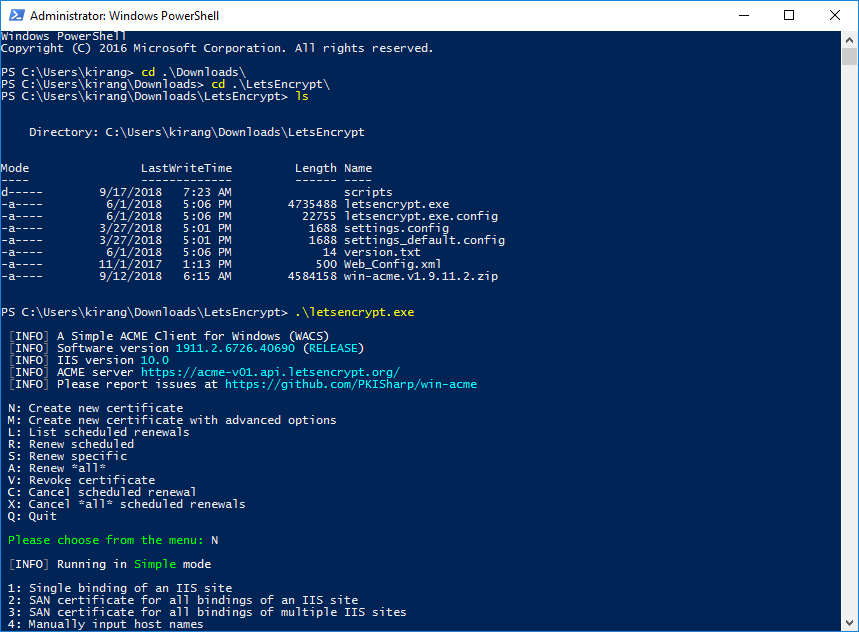 Administrator: Windows PowerShell
Windows PowerShell
Copyright (C) 2016 Microsoft Corporation. All rights reserved.
PS C:\Users\kirang> cd .\Downloads\
PS C:\Users\kirang\Downloads> cd .\LetsEncrypt\
PS C:\Users\kirang\Downloads\LetsEncrypt> ls
Directory: C:\Users\kirang\Downloads\LetsEncrypt
Mode                LastWriteTime         Length Name
----                -------------         ------ ----
d-----        9/17/2018   7:23 AM                scripts
-a----         6/1/2018   5:06 PM        4735488 letsencrypt.exe
-a----         6/1/2018   5:06 PM          22755 letsencrypt.exe.config
-a----        3/27/2018   5:01 PM           1688 settings.config
-a----        3/27/2018   5:01 PM           1688 settings_default.config
-a----         6/1/2018   5:06 PM             14 version.txt
-a----        11/1/2017   1:13 PM            500 Web_Config.xml
-a----        9/12/2018   6:15 AM        4584158 win-acme.v1.9.11.2.zip
PS C:\Users\kirang\Downloads\LetsEncrypt> .\letsencrypt.exe
[INFO] A Simple ACME Client for Windows (WACS)
[INFO] Software version 1911.2.6726.40690 (RELEASE)
[INFO] IIS version 10.0
[INFO] ACME server https://acme-v01.api.letsencrypt.org/
[INFO] Please report issues at https://github.com/PKISharp/win-acme
N: Create new certificate
M: Create new certificate with advanced options
L: List scheduled renewals
R: Renew scheduled
S: Renew specific
A: Renew *all*
V: Revoke certificate
C: Cancel scheduled renewal
X: Cancel *all* scheduled renewals
Q: Quit
Please choose from the menu: N
[INFO] Running in Simple mode
1: Single binding of an IIS site
2: SAN certificate for all bindings of an IIS site
3: SAN certificate for all bindings of multiple IIS sites
4: Manually input host names